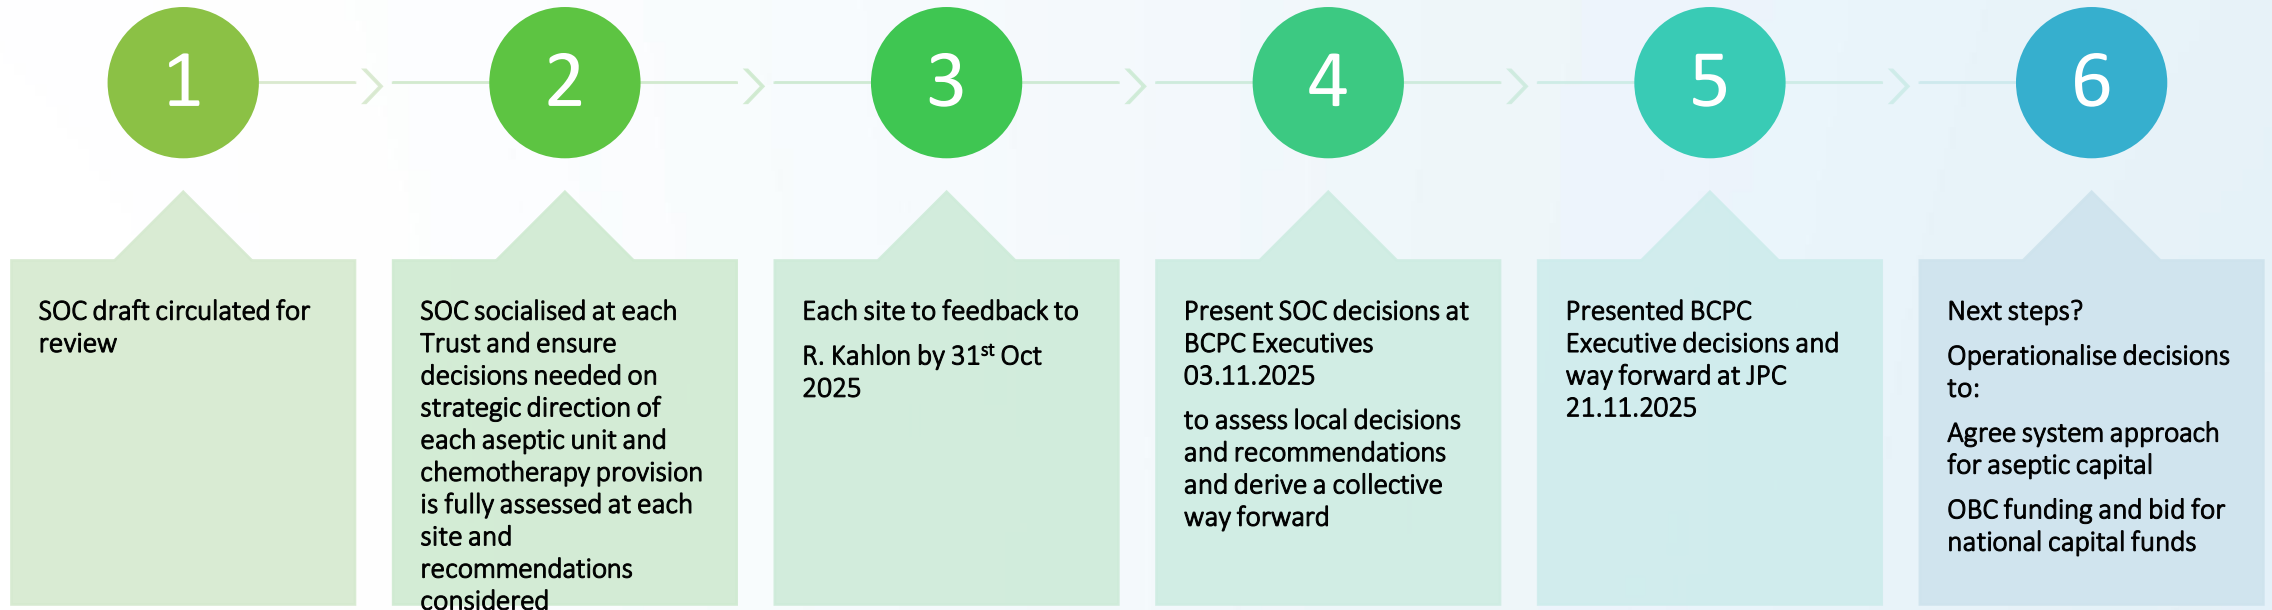 1
2
3
4
5
6
SOC draft circulated for
review
SOC socialised at each
Trust and ensure
decisions needed on
strategic direction of
each aseptic unit and
chemotherapy provision
is fully assessed at each
site and
recommendations
considered
Each site to feedback to
R. Kahlon by 31st Oct
2025
Present SOC decisions at
BCPC Executives
03.11.2025
to assess local decisions
and recommendations
and derive a collective
way forward
Presented BCPC
Executive decisions and
way forward at JPC
21.11.2025
Next steps?
Operationalise decisions
to:
Agree system approach
for aseptic capital
OBC funding and bid for
national capital funds